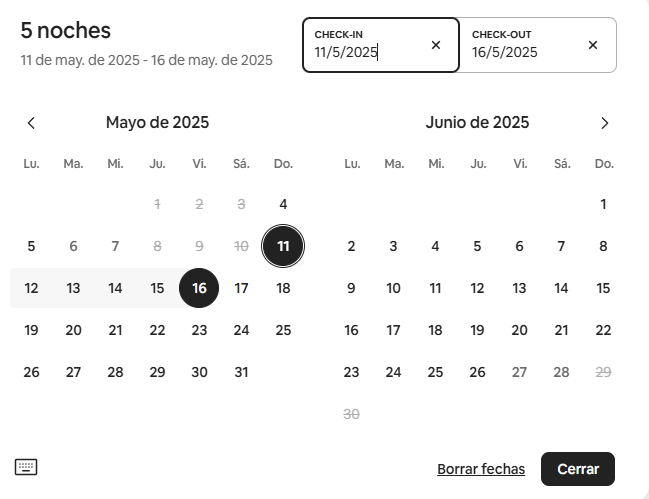 5 noches
11 de may. de 2025 - 16 de may. de 2025
CHECK-IN
11/5/2025
CHECK-OUT
16/5/2025
Mayo de 2025
Lu. Ma. Mi. Ju. Vi. Sá. Do.
1 2 3 4
5 6 7 8 9 10 11
12 13 14 15 16 17 18
19 20 21 22 23 24 25
26 27 28 29 30 31
Junio de 2025
Lu. Ma. Mi. Ju. Vi. Sá. Do.
1
2 3 4 5 6 7 8
9 10 11 12 13 14 15
16 17 18 19 20 21 22
23 24 25 26 27 28 29
30
Borrar fechas
Cerrar